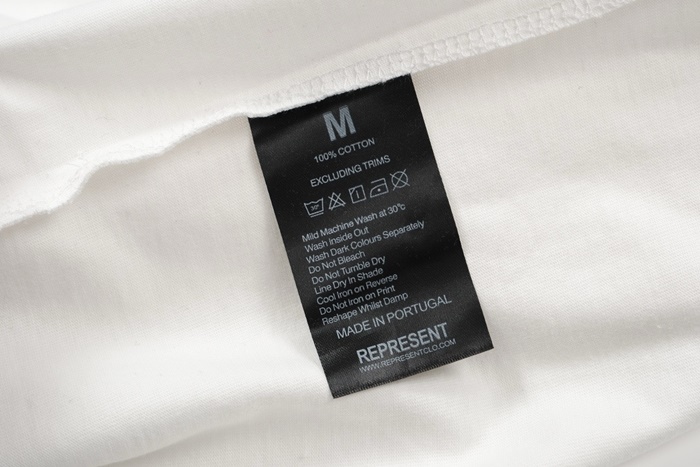 M
100% COTTON
EXCLUDING TRIMS
30°
Mild Machine Wash at 30°c
Wash Inside Out
Wash Dark Colours Separately
Do Not Bleach
Do Not Tumble Dry
Line Dry In Shade
Cool Iron on Reverse
Do Not Iron on Print
Reshape Whilst Damp
MADE IN PORTUGAL
REPRESENT
WWW.REPRESENTCLO.COM